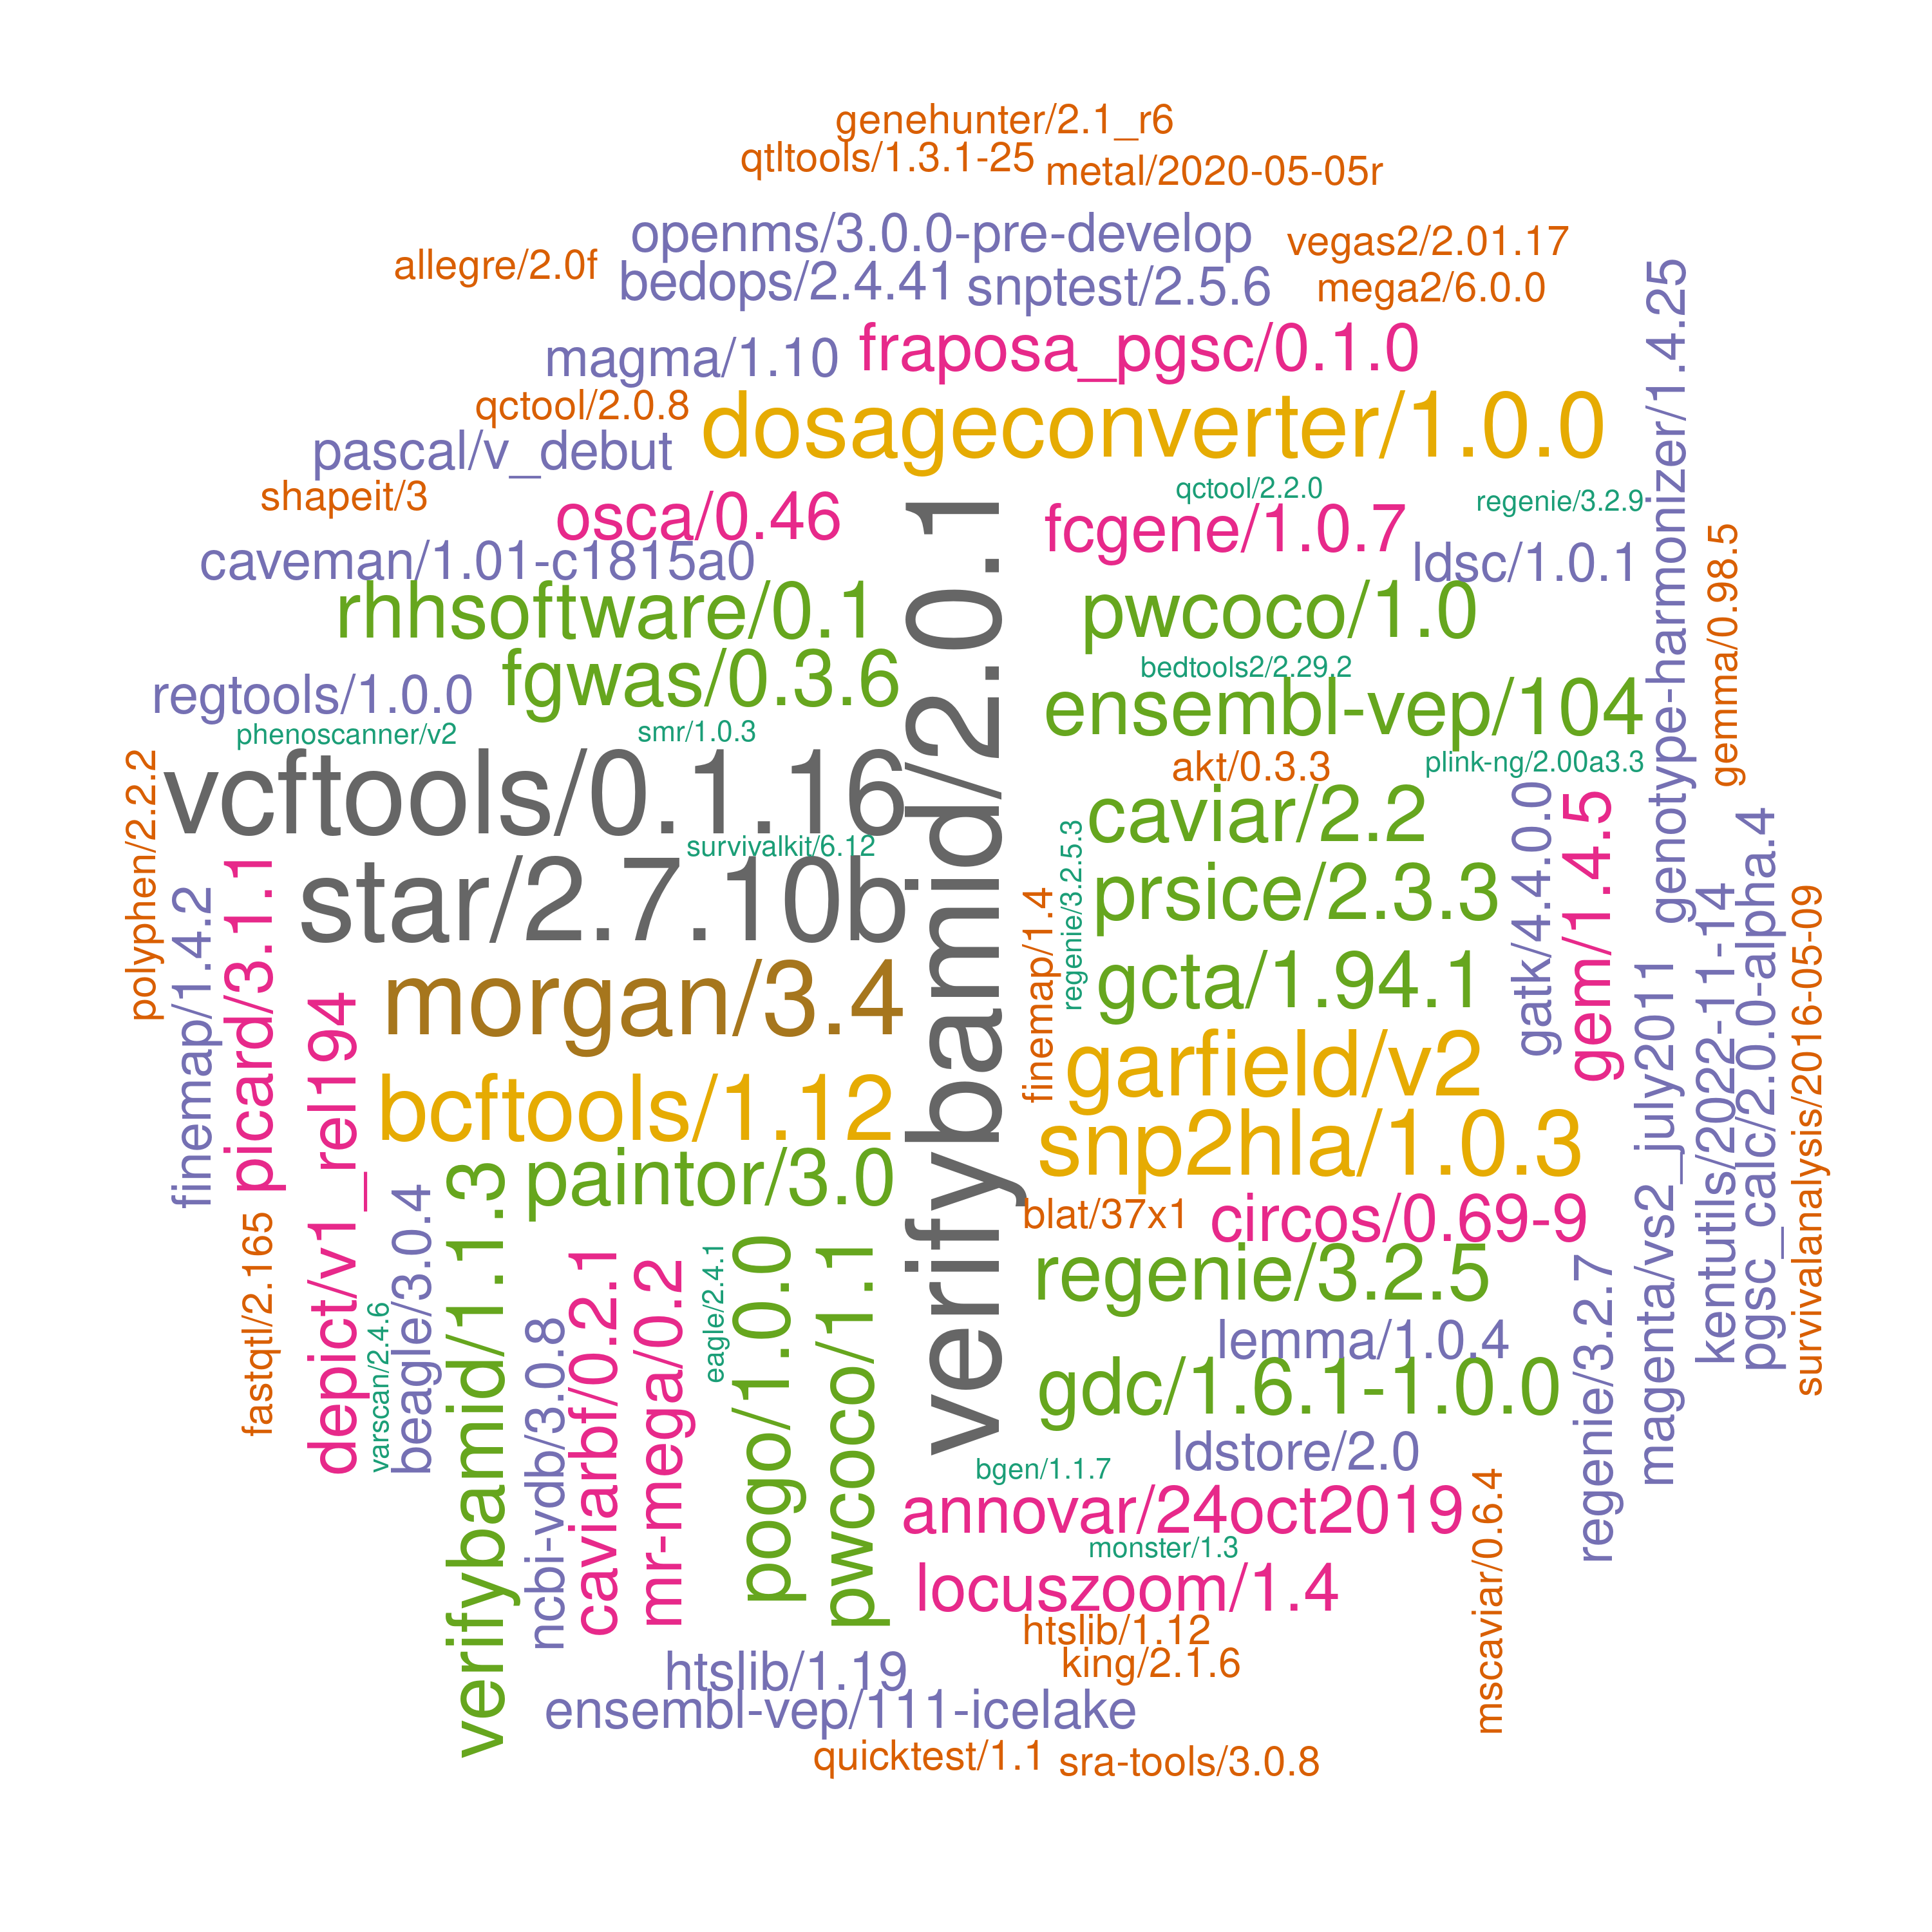 genehunter/2.1_r6
qtltools/1.3.1-25
metal/2020-05-05r
openms/3.0.0-pre-develop
vegas2/2.01.17
allegre/2.0f
bedops/2.4.41
snptest/2.5.6
mega2/6.0.0
magma/1.10
fraposa_pgsc/0.1.0
qctool/2.0.8
dosageconverter/1.0.0
pascal/v_debut
shapeit/3
osca/0.46
qctool/2.2.0
regenie/3.2.9
fcgene/1.0.7
caveman/1.01-c1815a0
ldsc/1.0.1
rhhsoftware/0.1
pwcoco/1.0
genotype-harmonizer/1.4.25
gemma/0.98.5
fgwas/0.3.6
bedtools2/2.29.2
regtools/1.0.0
ensembl-vep/104
phenoscanner/v2
smr/1.0.3
verifybamid/2.0.1
akt/0.3.3
plink-ng/2.00a3.3
vcftools/0.1.16
polyphen/2.2.2
caviar/2.2
survivalkit/6.12
star/2.7.10b
regenie/3.2.5.3
prsice/2.3.3
gatk/4.4.0.0
gem/1.4.5
finemap/1.4.2
picard/3.1.1
finemap/1.4
morgan/3.4
gcta/1.94.1
garfield/v2
kentutils/2022-11-14
pgsc_calc/2.0.0-alpha.4
survivalanalysis/2016-05-09
magenta/vs2_july2011
bcftools/1.12
snp2hla/1.0.3
depict/v1_rel194
paintor/3.0
blat/37x1
circos/0.69-9
regenie/3.2.5
fastqtl/2.165
varscan/2.4.6
beagle/3.0.4
verifybamid/1.1.3
ncbi-vdb/3.0.8
caviarbf/0.2.1
mr-mega/0.2
eagle/2.4.1
pogo/1.0.0
pwcoco/1.1
lemma/1.0.4
gdc/1.6.1-1.0.0
regenie/3.2.7
ldstore/2.0
bgen/1.1.7
annovar/24oct2019
monster/1.3
locuszoom/1.4
mscaviar/0.6.4
htslib/1.12
king/2.1.6
htslib/1.19
ensembl-vep/111-icelake
quicktest/1.1
sra-tools/3.0.8